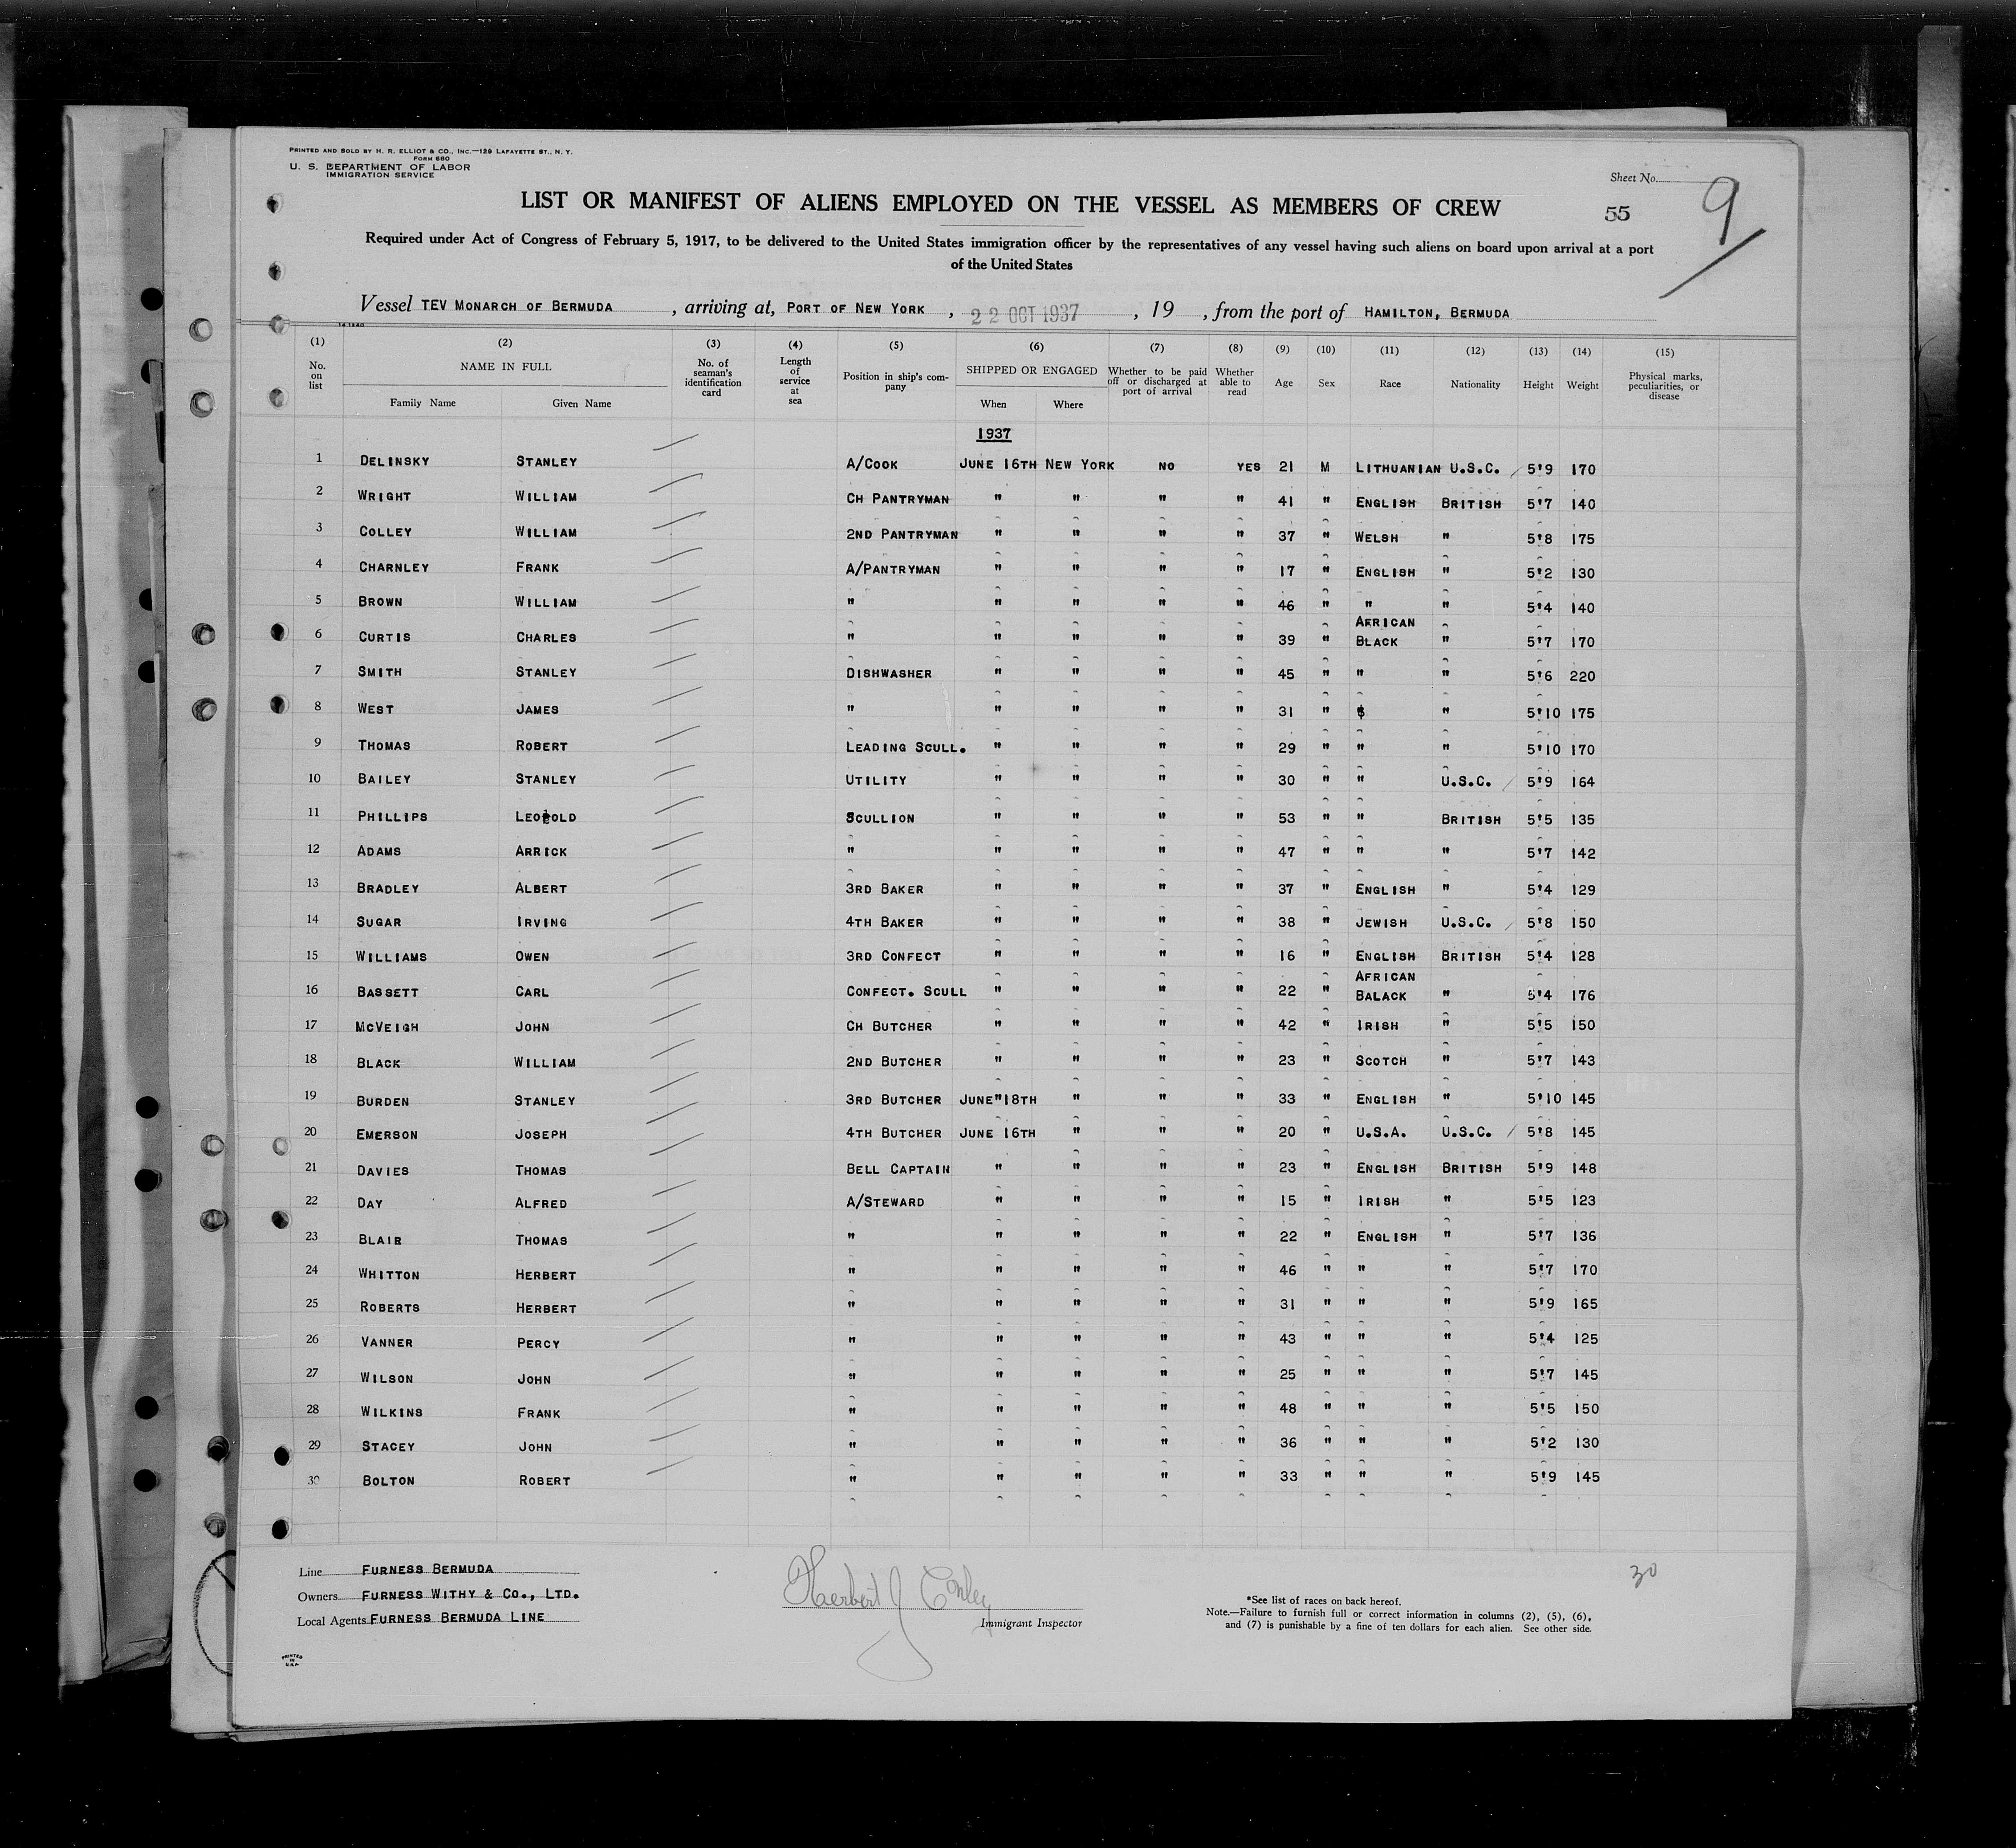 PRINTED AND SOLD BY H. R. ELLIOT & CO., INC.—129 LAFAYETTE ST., N. Y.
FORM 680
U. S. DEPARTMENT OF LABOR
IMMIGRATION SERVICE
Sheet No.
9
LIST OR MANIFEST OF ALIENS EMPLOYED ON THE VESSEL AS MEMBERS OF CREW
55
Required under Act of Congress of February 5, 1917, to be delivered to the United States immigration officer by the representatives of any vessel having such aliens on board upon arrival at a port
of the United States
Vessel TEV MONARCH OF BERMUDA, arriving at, PORT OF NEW YORK, 22 OCT 1937, 19, from the port of HAMILTON, BERMUDA
(1) No. on list (2) NAME IN FULL Family Name Given Name (3) No. of seaman's identification card (4) Length of service at sea (5) Position in ship's company (6) SHIPPED OR ENGAGED When Where (7) Whether to be paid off or discharged at port of arrival (8) Whether able to read (9) Age (10) Sex (11) Race (12) Nationality (13) Height (14) Weight (15) Physical marks, peculiarities, or disease
1937
1 DELINSKY STANLEY A/COOK JUNE 16TH NEW YORK NO YES 21 M LITHUANIAN U.S.C. 5'9 170
2 WRIGHT WILLIAM CH PANTRYMAN " " " " 41 " ENGLISH BRITISH 5'7 140
3 COLLEY WILLIAM 2ND PANTRYMAN " " " " 37 " WELSH " 5'8 175
4 CHARNLEY FRANK A/PANTRYMAN " " " " 17 " ENGLISH " 5'2 130
5 BROWN WILLIAM " " " " " 46 " " " 5'4 140
6 CURTIS CHARLES " " " " " 39 " AFRICAN BLACK " 5'7 170
7 SMITH STANLEY DISHWASHER " " " " 45 " " " 5'6 220
8 WEST JAMES " " " " " 31 " " " 5'10 175
9 THOMAS ROBERT LEADING SCULL. " " " " 29 " " " 5'10 170
10 BAILEY STANLEY UTILITY " " " " 30 " " U.S.C. 5'9 164
11 PHILLIPS LEOPOLD SCULLION " " " " 53 " " BRITISH 5'5 135
12 ADAMS ARRICK " " " " " 47 " " " 5'7 142
13 BRADLEY ALBERT 3RD BAKER " " " " 37 " ENGLISH " 5'4 129
14 SUGAR IRVING 4TH BAKER " " " " 38 " JEWISH U.S.C. 5'8 150
15 WILLIAMS OWEN 3RD CONFECT " " " " 16 " ENGLISH BRITISH 5'4 128
16 BASSETT CARL CONFECT. SCULL " " " " 22 " AFRICAN BALACK " 5'4 176
17 MCVEIGH JOHN CH BUTCHER " " " " 42 " IRISH " 5'5 150
18 BLACK WILLIAM 2ND BUTCHER " " " " 23 " SCOTCH " 5'7 143
19 BURDEN STANLEY 3RD BUTCHER JUNE"18TH " " " 33 " ENGLISH " 5'10 145
20 EMERSON JOSEPH 4TH BUTCHER JUNE 16TH " " " 20 " U.S.A. U.S.C. 5'8 145
21 DAVIES THOMAS BELL CAPTAIN " " " " 23 " ENGLISH BRITISH 5'9 148
22 DAY ALFRED A/STEWARD " " " " 15 " IRISH " 5'5 123
23 BLAIR THOMAS " " " " " 22 " ENGLISH " 5'7 136
24 WHITTON HERBERT " " " " " 46 " " " 5'7 170
25 ROBERTS HERBERT " " " " " 31 " " " 5'9 165
26 VANNER PERCY " " " " " 43 " " " 5'4 125
27 WILSON JOHN " " " " " 25 " " " 5'7 145
28 WILKINS FRANK " " " " " 48 " " " 5'5 150
29 STACEY JOHN " " " " " 36 " " " 5'2 130
30 BOLTON ROBERT " " " " " 33 " " " 5'9 145
30
Line FURNESS BERMUDA
Owners FURNESS WITHY & CO., LTD.
Local Agents FURNESS BERMUDA LINE
Herbert J Conley
Immigrant Inspector
*See list of races on back hereof.
Note.—Failure to furnish full or correct information in columns (2), (5), (6),
and (7) is punishable by a fine of ten dollars for each alien. See other side.
PRINTED
IN
U.S.A.